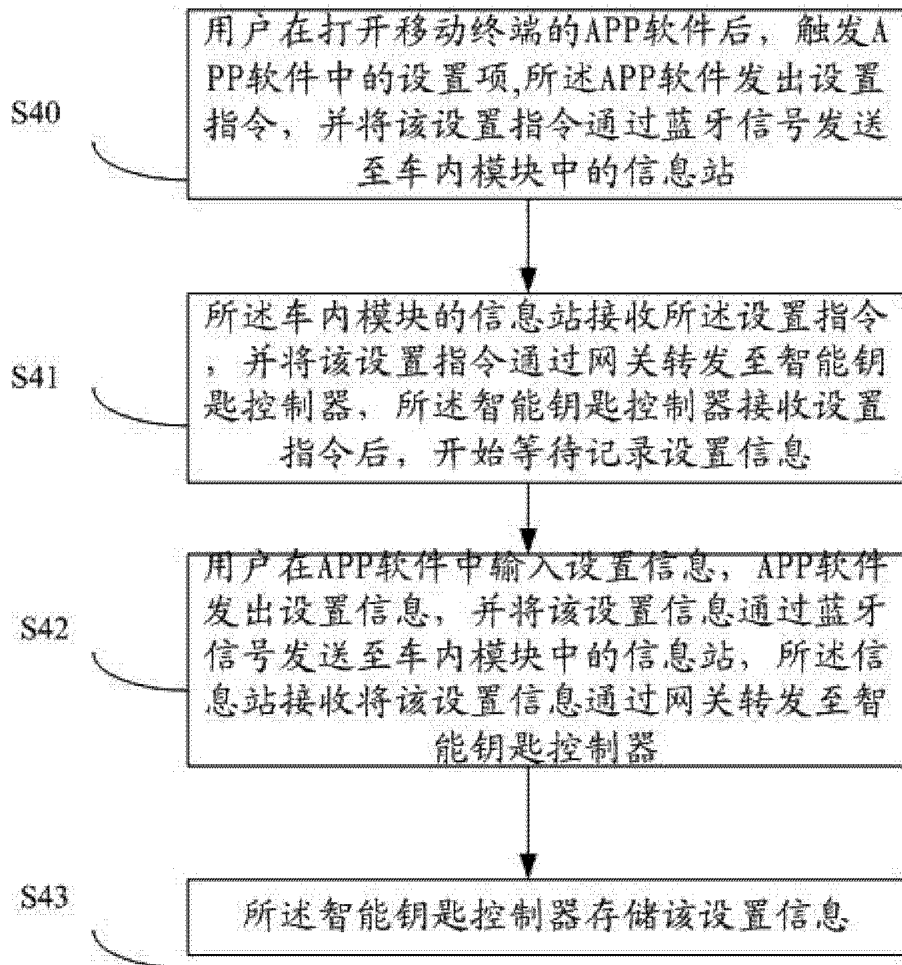 S40
用户在打开移动终端的APP软件后，触发A
PP软件中的设置项,所述APP软件发出设置
指令，并将该设置指令通过蓝牙信号发送
至车内模块中的信息站
S41
所述车内模块的信息站接收所述设置指令
，并将该设置指令通过网关转发至智能钥
匙控制器，所述智能钥匙控制器接收设置
指令后，开始等待记录设置信息
S42
用户在APP软件中输入设置信息，APP软件
发出设置信息，并将该设置信息通过蓝牙
信号发送至车内模块中的信息站，所述信
息站接收将该设置信息通过网关转发至智
能钥匙控制器
S43
所述智能钥匙控制器存储该设置信息